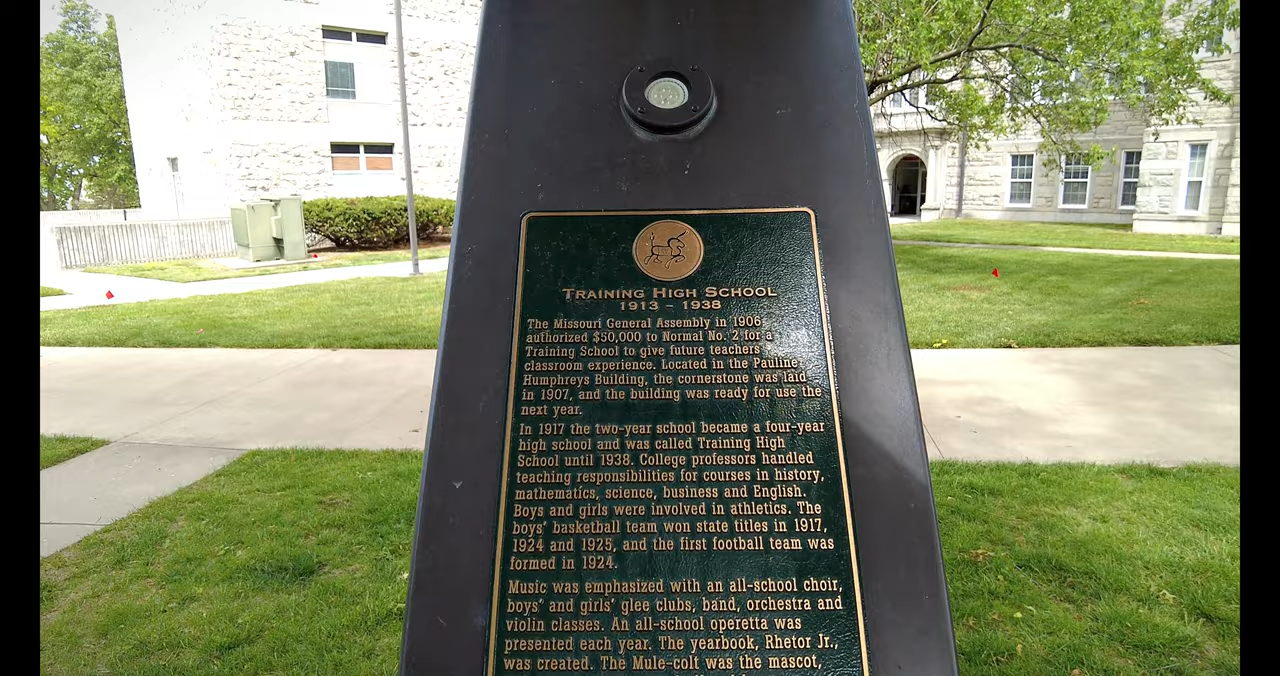 TRAINING HIGH SCHOOL
1913 – 1938
The Missouri General Assembly in 1906
authorized $50,000 to Normal No. 2 for a
Training School to give future teachers
classroom experience. Located in the Pauline
Humphreys Building, the cornerstone was laid
in 1907, and the building was ready for use the
next year.
In 1917 the two-year school became a four-year
high school and was called Training High
School until 1938. College professors handled
teaching responsibilities for courses in history,
mathematics, science, business and English.
Boys and girls were involved in athletics. The
boys' basketball team won state titles in 1917,
1924 and 1925, and the first football team was
formed in 1924.
Music was emphasized with an all-school choir,
boys' and girls' glee clubs, band, orchestra and
violin classes. An all-school operetta was
presented each year. The yearbook, Rhetor Jr.,
was created. The Mule-colt was the mascot,